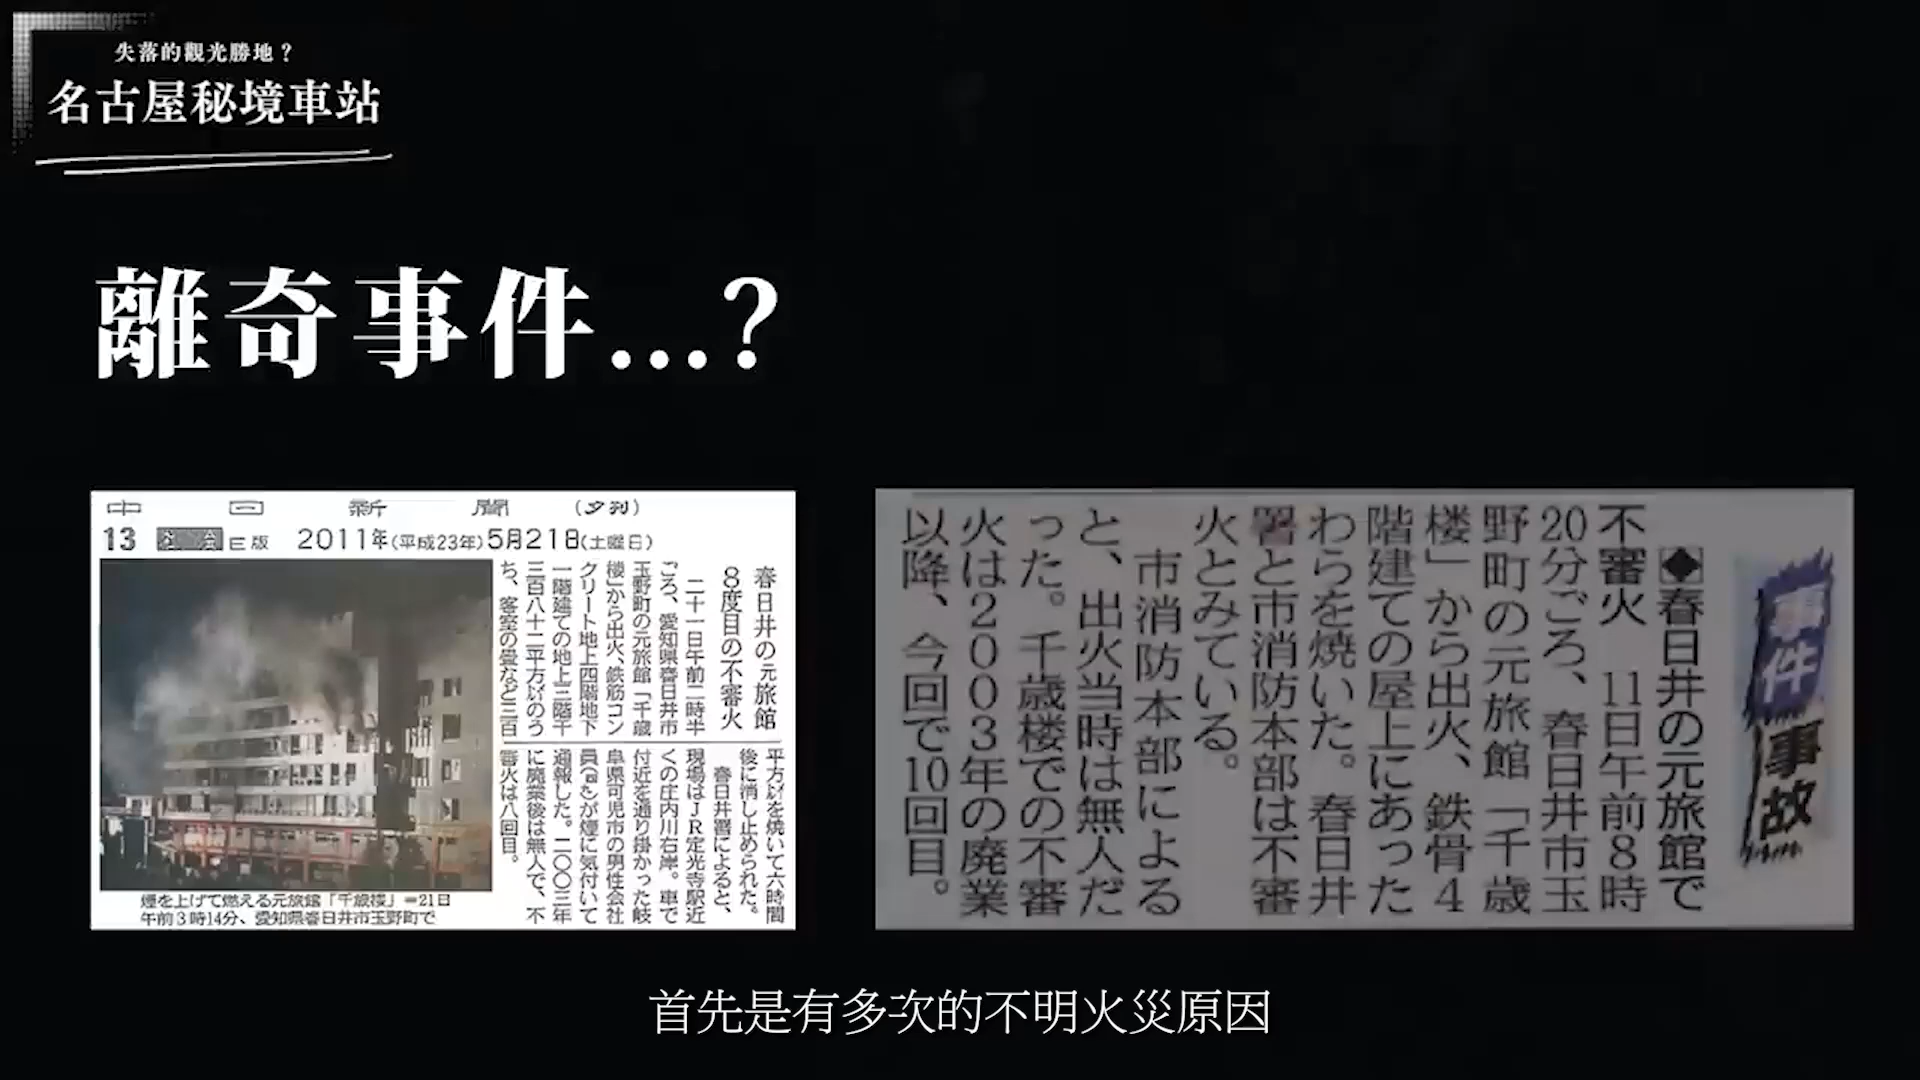 失落的觀光勝地？
名古屋秘境車站
離奇事件...?
中日新聞（夕刊）
13 社会 E版 2011年(平成23年)5月21日(土曜日)
春日井の元旅館
8度目の不審火
二十一日午前二時半
ごろ、愛知県春日井市
玉野町の元旅館「千歳
楼」から出火、鉄筋コン
クリート地上四階地下
一階建ての地上三階千
三百八十二平方㍍のう
ち、客室の畳など三百
平方㍍を焼いて六時間
後に消し止められた。
春日井署によると、
現場はJR定光寺駅近
くの庄内川右岸。車で
付近を通り掛かった岐
阜県可児市の男性会社
員が煙に気付いて
通報した。二〇〇三年
に廃業後は無人で、不
審火は八回目。
煙を上げて燃える元旅館「千歳楼」＝21日
午前3時14分、愛知県春日井市玉野町で
事件事故
◆春日井の元旅館で
不審火 11日午前8時
20分ごろ、春日井市玉
野町の元旅館「千歳
楼」から出火、鉄骨4
階建ての屋上にあった
わらを焼いた。春日井
署と市消防本部は不審
火とみている。
市消防本部による
と、出火当時は無人だ
った。千歳楼での不審
火は2003年の廃業
以降、今回で10回目。
首先是有多次的不明火災原因